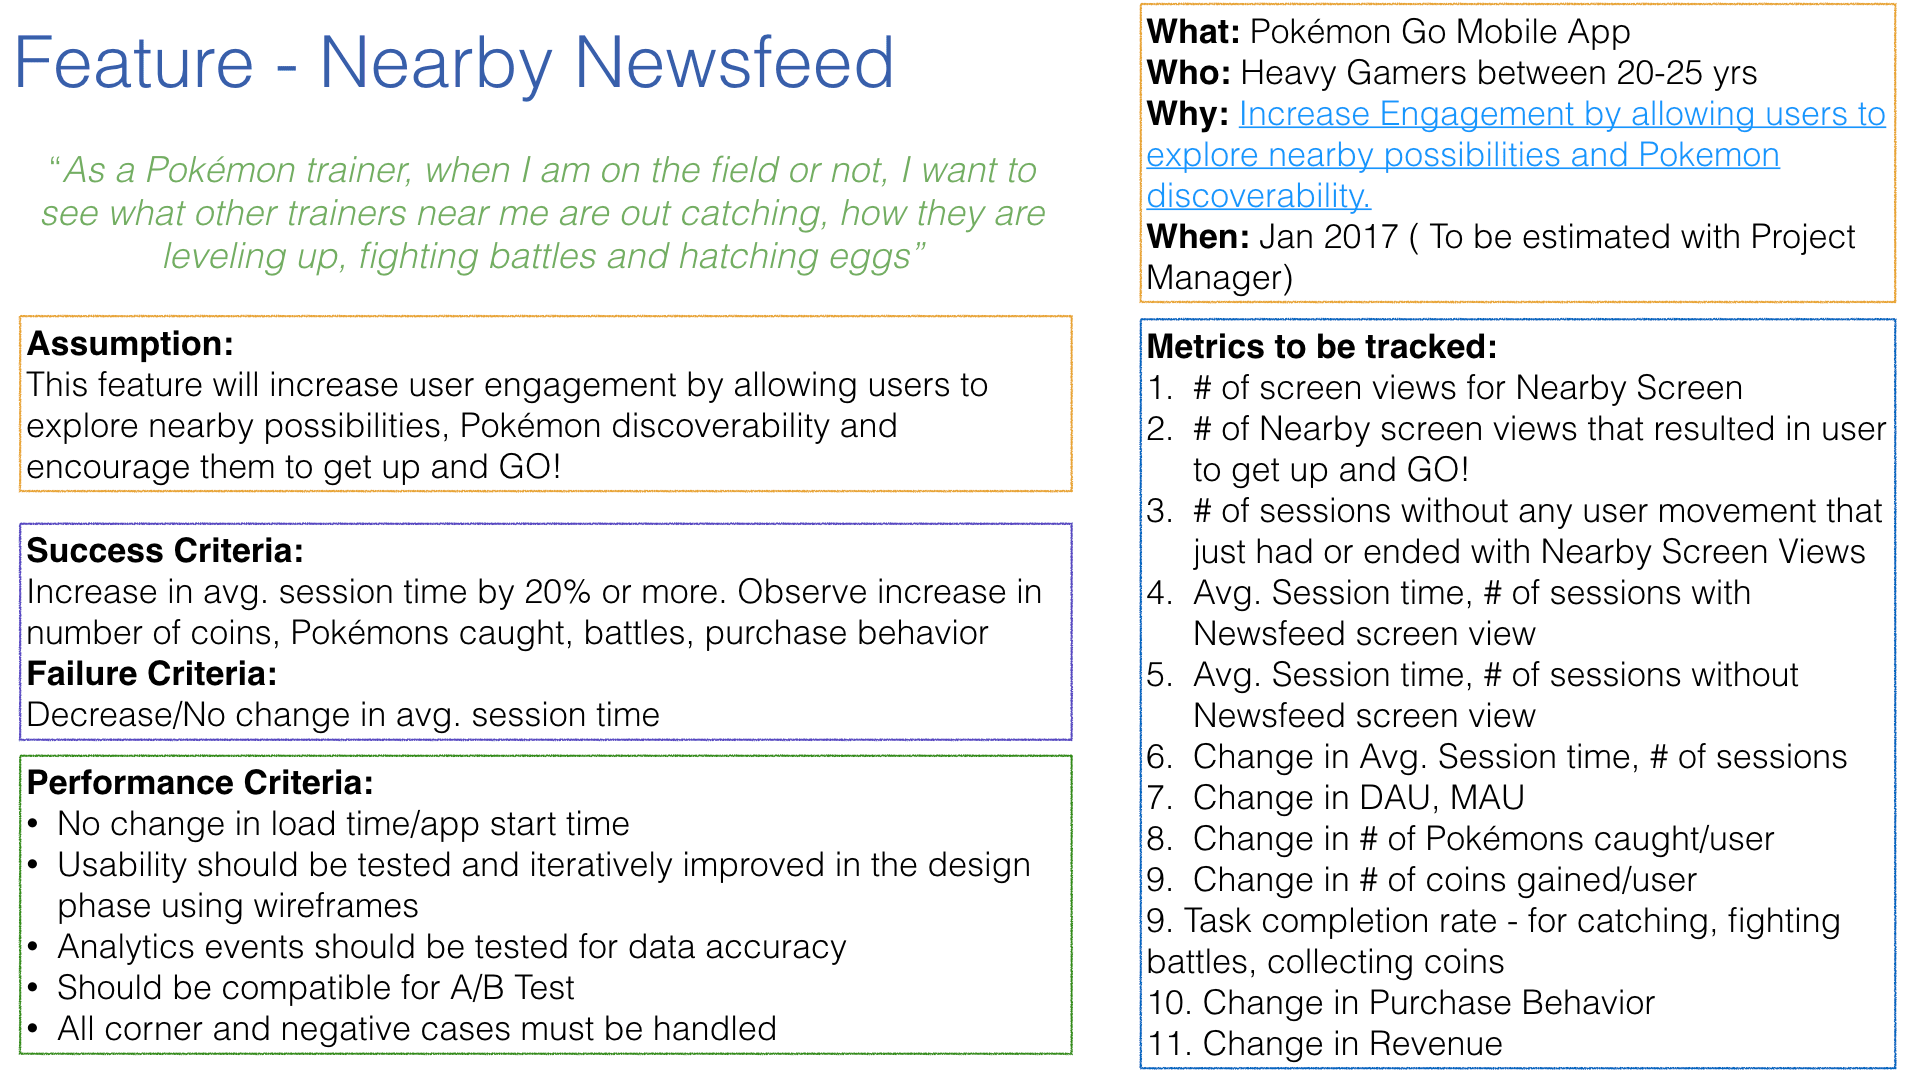 Feature - Nearby Newsfeed
“As a Pokémon trainer, when I am on the field or not, I want to
see what other trainers near me are out catching, how they are
leveling up, fighting battles and hatching eggs”
Assumption:
This feature will increase user engagement by allowing users to
explore nearby possibilities, Pokémon discoverability and
encourage them to get up and GO!
Success Criteria:
Increase in avg. session time by 20% or more. Observe increase in
number of coins, Pokémons caught, battles, purchase behavior
Failure Criteria:
Decrease/No change in avg. session time
Performance Criteria:
• No change in load time/app start time
• Usability should be tested and iteratively improved in the design
phase using wireframes
• Analytics events should be tested for data accuracy
• Should be compatible for A/B Test
• All corner and negative cases must be handled
What: Pokémon Go Mobile App
Who: Heavy Gamers between 20-25 yrs
Why: Increase Engagement by allowing users to
explore nearby possibilities and Pokemon
discoverability.
When: Jan 2017 ( To be estimated with Project
Manager)
Metrics to be tracked:
1. # of screen views for Nearby Screen
2. # of Nearby screen views that resulted in user
to get up and GO!
3. # of sessions without any user movement that
just had or ended with Nearby Screen Views
4. Avg. Session time, # of sessions with
Newsfeed screen view
5. Avg. Session time, # of sessions without
Newsfeed screen view
6. Change in Avg. Session time, # of sessions
7. Change in DAU, MAU
8. Change in # of Pokémons caught/user
9. Change in # of coins gained/user
9. Task completion rate - for catching, fighting
battles, collecting coins
10. Change in Purchase Behavior
11. Change in Revenue